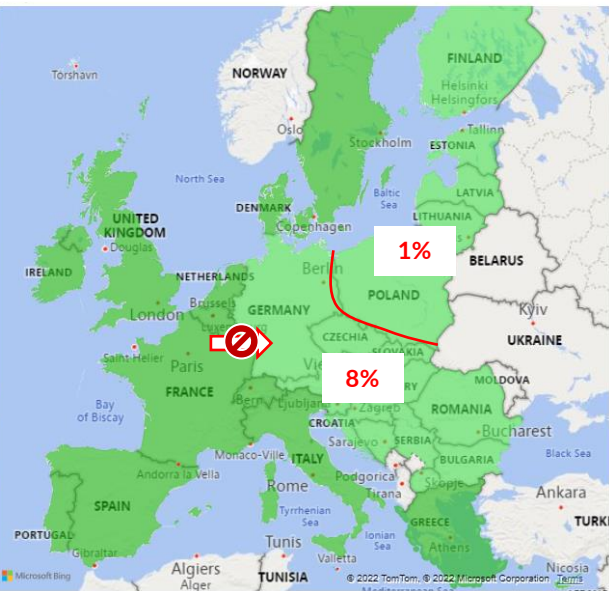 FINLAND
Torshavn
NORWAY
Helsinki
Helsingfors
Oslo
Tallinn
Stockholm
ESTONIA
North Sea
Baltic
Sea
LATVIA
DENMARK
LITHUANIA
UNITED
KINGDOM
Copenhagen
Douglas
1%
BELARUS
IRELAND
NETHERLANDS
Berlin
POLAND
London
Brussels
GERMANY
Kyiv
UKRAINE
CZECHIA
Saint Helier
Paris
SLOVAKIA
8%
MOLDOVA
FRANCE
Bern
Ljubljana
Zagreb
ROMANIA
Bay
of Biscay
CROATIA
Bucharest
Monaco-Ville
ITALY
Sarajevo
SERBIA
Black Sea
Andorra la Vella
Rome
Podgorica
BULGARIA
Skopje
Tirana
SPAIN
Tyrrhenian
Sea
Ankara
PORTUGAL
GREECE
TURK
Gibraltar
Tunis
Ionian
Sea
Athens
Algiers
Alger
Valletta
Nicosia
TUNISIA
Microsoft Bing
© 2022 TomTom, © 2022 Microsoft Corporation Terms